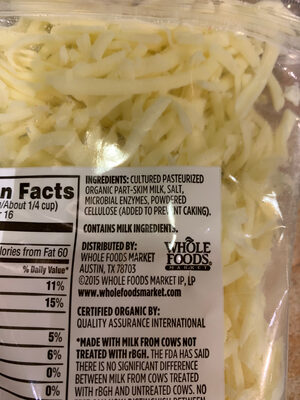 n Facts
/About 1/4 cup)
r 16
alories from Fat 60
% Daily Value*
11%
15%
5%
6%
0%
INGREDIENTS: CULTURED PASTEURIZED
ORGANIC PART-SKIM MILK, SALT,
MICROBIAL ENZYMES, POWDERED
CELLULOSE (ADDED TO PREVENT CAKING).
CONTAINS MILK INGREDIENTS.
DISTRIBUTED BY:
WHOLE FOODS MARKET
AUSTIN, TX 78703
©2015 WHOLE FOODS MARKET IP, LP
www.wholefoodsmarket.com
WHOLE
FOODS
MARKET
CERTIFIED ORGANIC BY:
QUALITY ASSURANCE INTERNATIONAL
*MADE WITH MILK FROM COWS NOT
TREATED WITH rBGH. THE FDA HAS SAID
THERE IS NO SIGNIFICANT DIFFERENCE
BETWEEN MILK FROM COWS TREATED
WITH rBGH AND UNTREATED COWS. NO